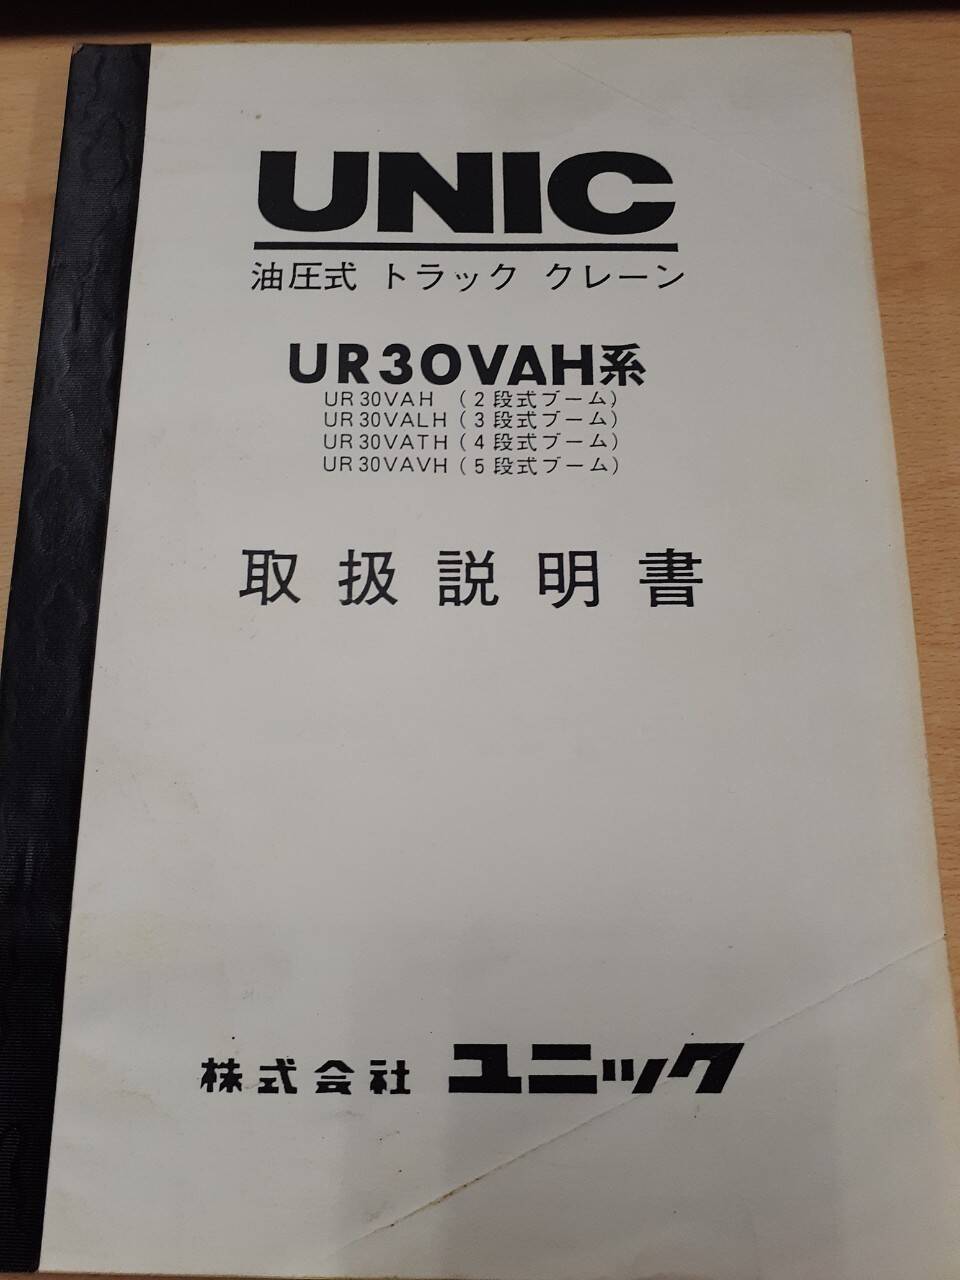 UNIC
油圧式 トラック クレーン
UR30VAH系
UR30VAH (2段式ブーム)
UR30VALH (3段式ブーム)
UR30VATH (4段式ブーム)
UR30VAVH (5段式ブーム)
取扱説明書
株式会社 ユニック